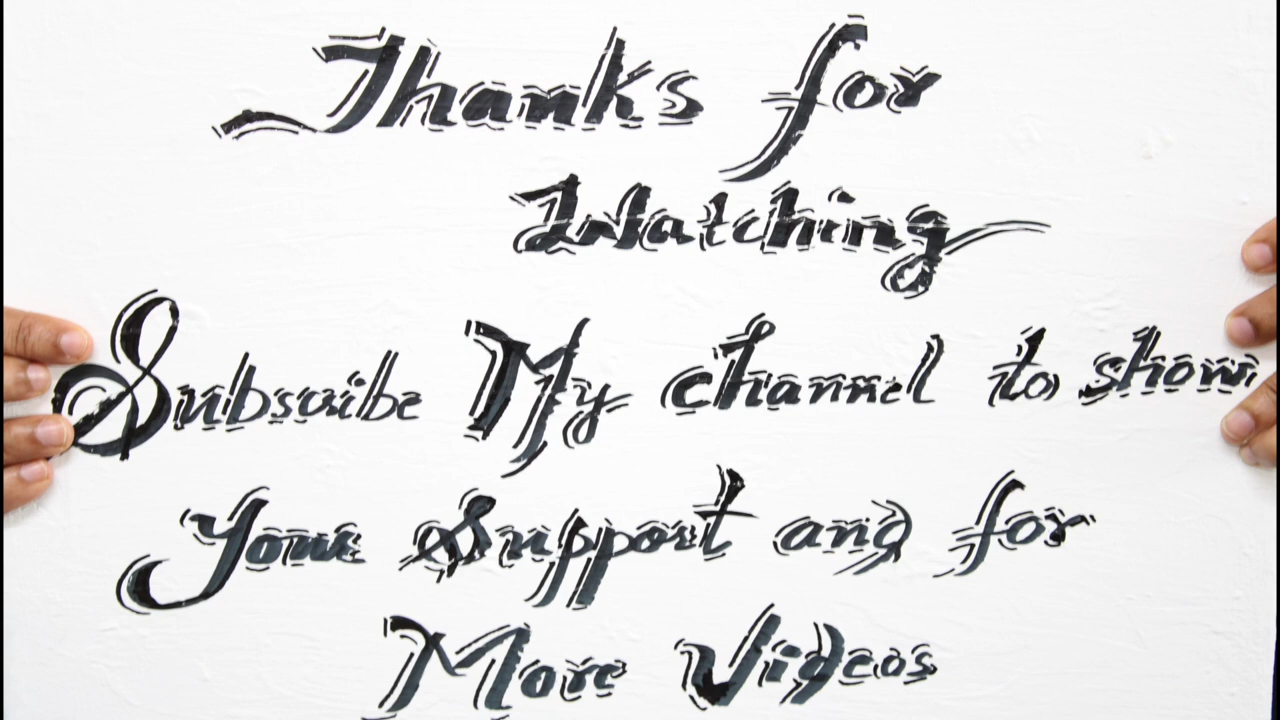 Thanks for
Watching
Subscribe My channel to show
Your Support and for
More Videos